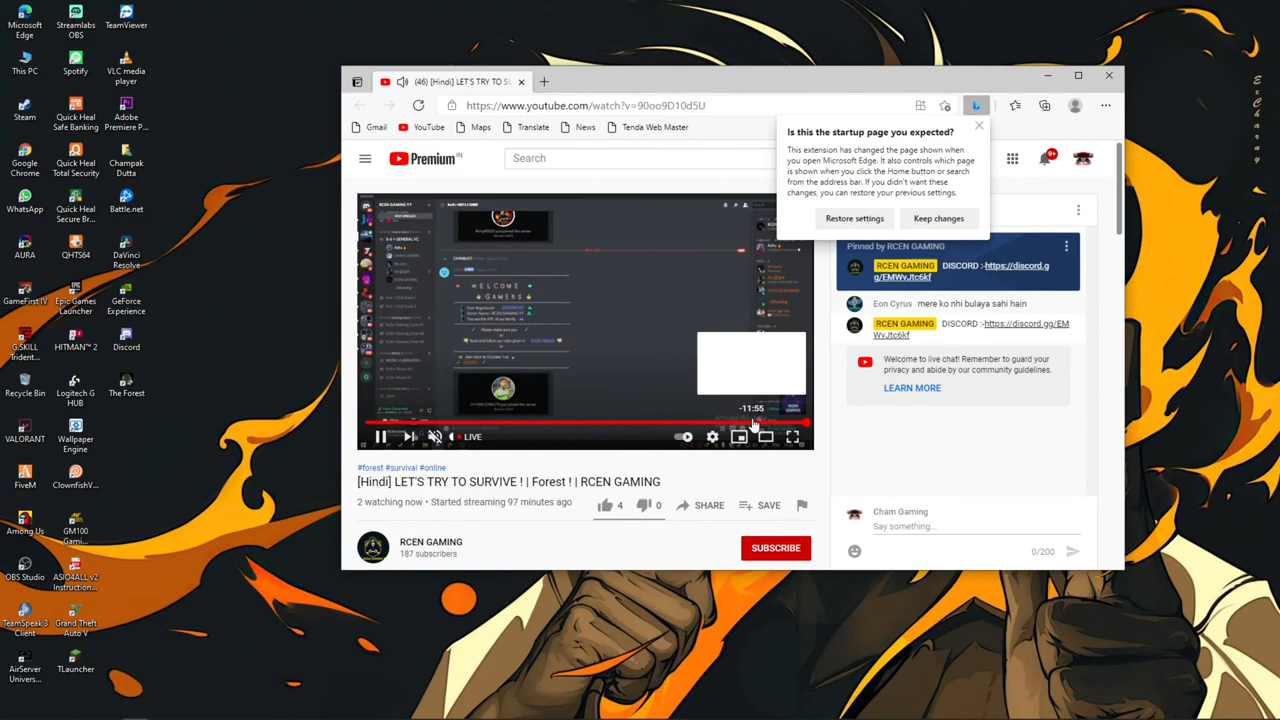 Microsoft
Edge
Streamlabs
OBS
TeamViewer
This PC
Spotify
VLC media
player
Steam
Quick Heal
Safe Banking
Adobe
Premiere P...
Google
Chrome
Quick Heal
Total Security
Champak
Dutta
WhatsApp
Quick Heal
Secure Br...
Battle.net
AURA
QHT564
DaVinci
Resolve
GameFirst IV
Epic Games
Launcher
GeForce
Experience
GSKILL
Trident...
HITMAN™ 2
Discord
Recycle Bin
Logitech G
HUB
The Forest
VALORANT
Wallpaper
Engine
FiveM
ClownfishV...
Among Us
GM100
Gami...
OBS Studio
ASIO4ALL v2
Instruction...
TeamSpeak 3
Client
Grand Theft
Auto V
AirServer
Univers...
TLauncher
ExCharny
(46) [Hindi] LET'S TRY TO SU
https://www.youtube.com/watch?v=90oo9D10d5U
Gmail YouTube Maps Translate News Tenda Web Master
Premium IN
Search
9+
Is this the startup page you expected?
This extension has changed the page shown when
you open Microsoft Edge. It also controls which page
is shown when you click the Home button or search
from the address bar. If you didn't want these
changes, you can restore your previous settings.
Restore settings Keep changes
RCEN GAMING YT
WELCOME
GAMERS
-11:55
LIVE
#forest #survival #online
[Hindi] LET'S TRY TO SURVIVE ! | Forest ! | RCEN GAMING
2 watching now • Started streaming 97 minutes ago
4 0 SHARE SAVE
RCEN GAMING
187 subscribers
SUBSCRIBE
Pinned by RCEN GAMING
RCEN GAMING DISCORD :-https://discord.g
g/EMWvJtc6kf
Eon Cyrus mere ko nhi bulaya sahi hain
RCEN GAMING DISCORD :-https://discord.gg/EM
WvJtc6kf
Welcome to live chat! Remember to guard your
privacy and abide by our community guidelines.
LEARN MORE
Cham Gaming
Say something...
0/200